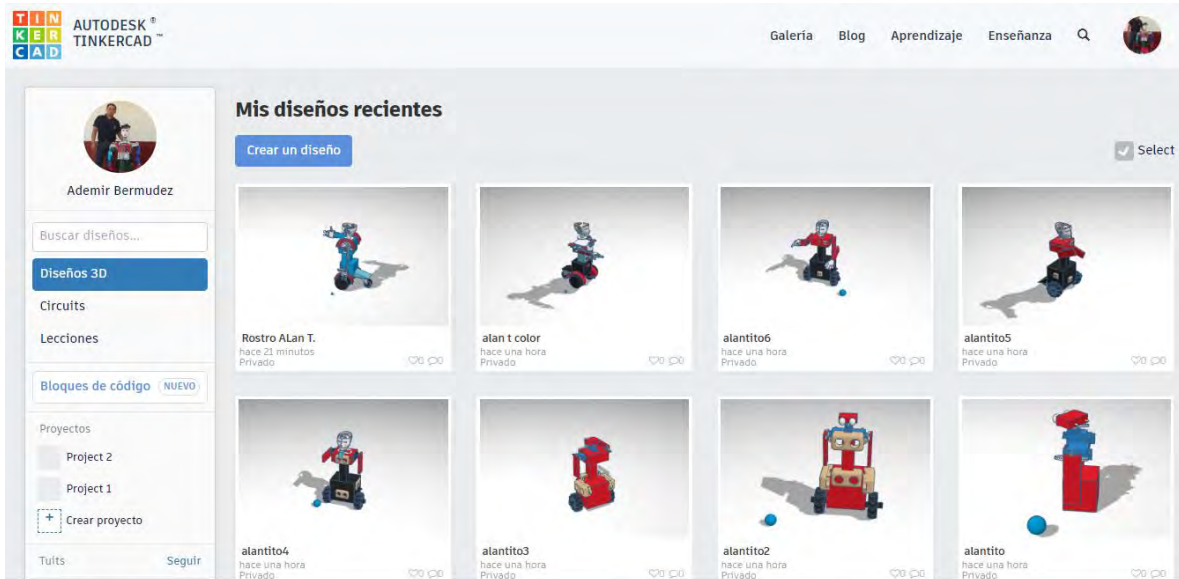 TIN
KER
CAD
AUTODESK ®
TINKERCAD ™
Galería Blog Aprendizaje Enseñanza
Ademir Bermudez
Buscar diseños...
Diseños 3D
Circuits
Lecciones
Bloques de código NUEVO
Proyectos
Project 2
Project 1
+ Crear proyecto
Tuits Seguir
Mis diseños recientes
Crear un diseño
Select
Rostro ALan T.
hace 21 minutos
Privado
0 0
alan t color
hace una hora
Privado
0 0
alantito6
hace una hora
Privado
0 0
alantito5
hace una hora
Privado
0 0
alantito4
hace una hora
Privado
0 0
alantito3
hace una hora
Privado
0 0
alantito2
hace una hora
Privado
0 0
alantito
hace una hora
Privado
0 0